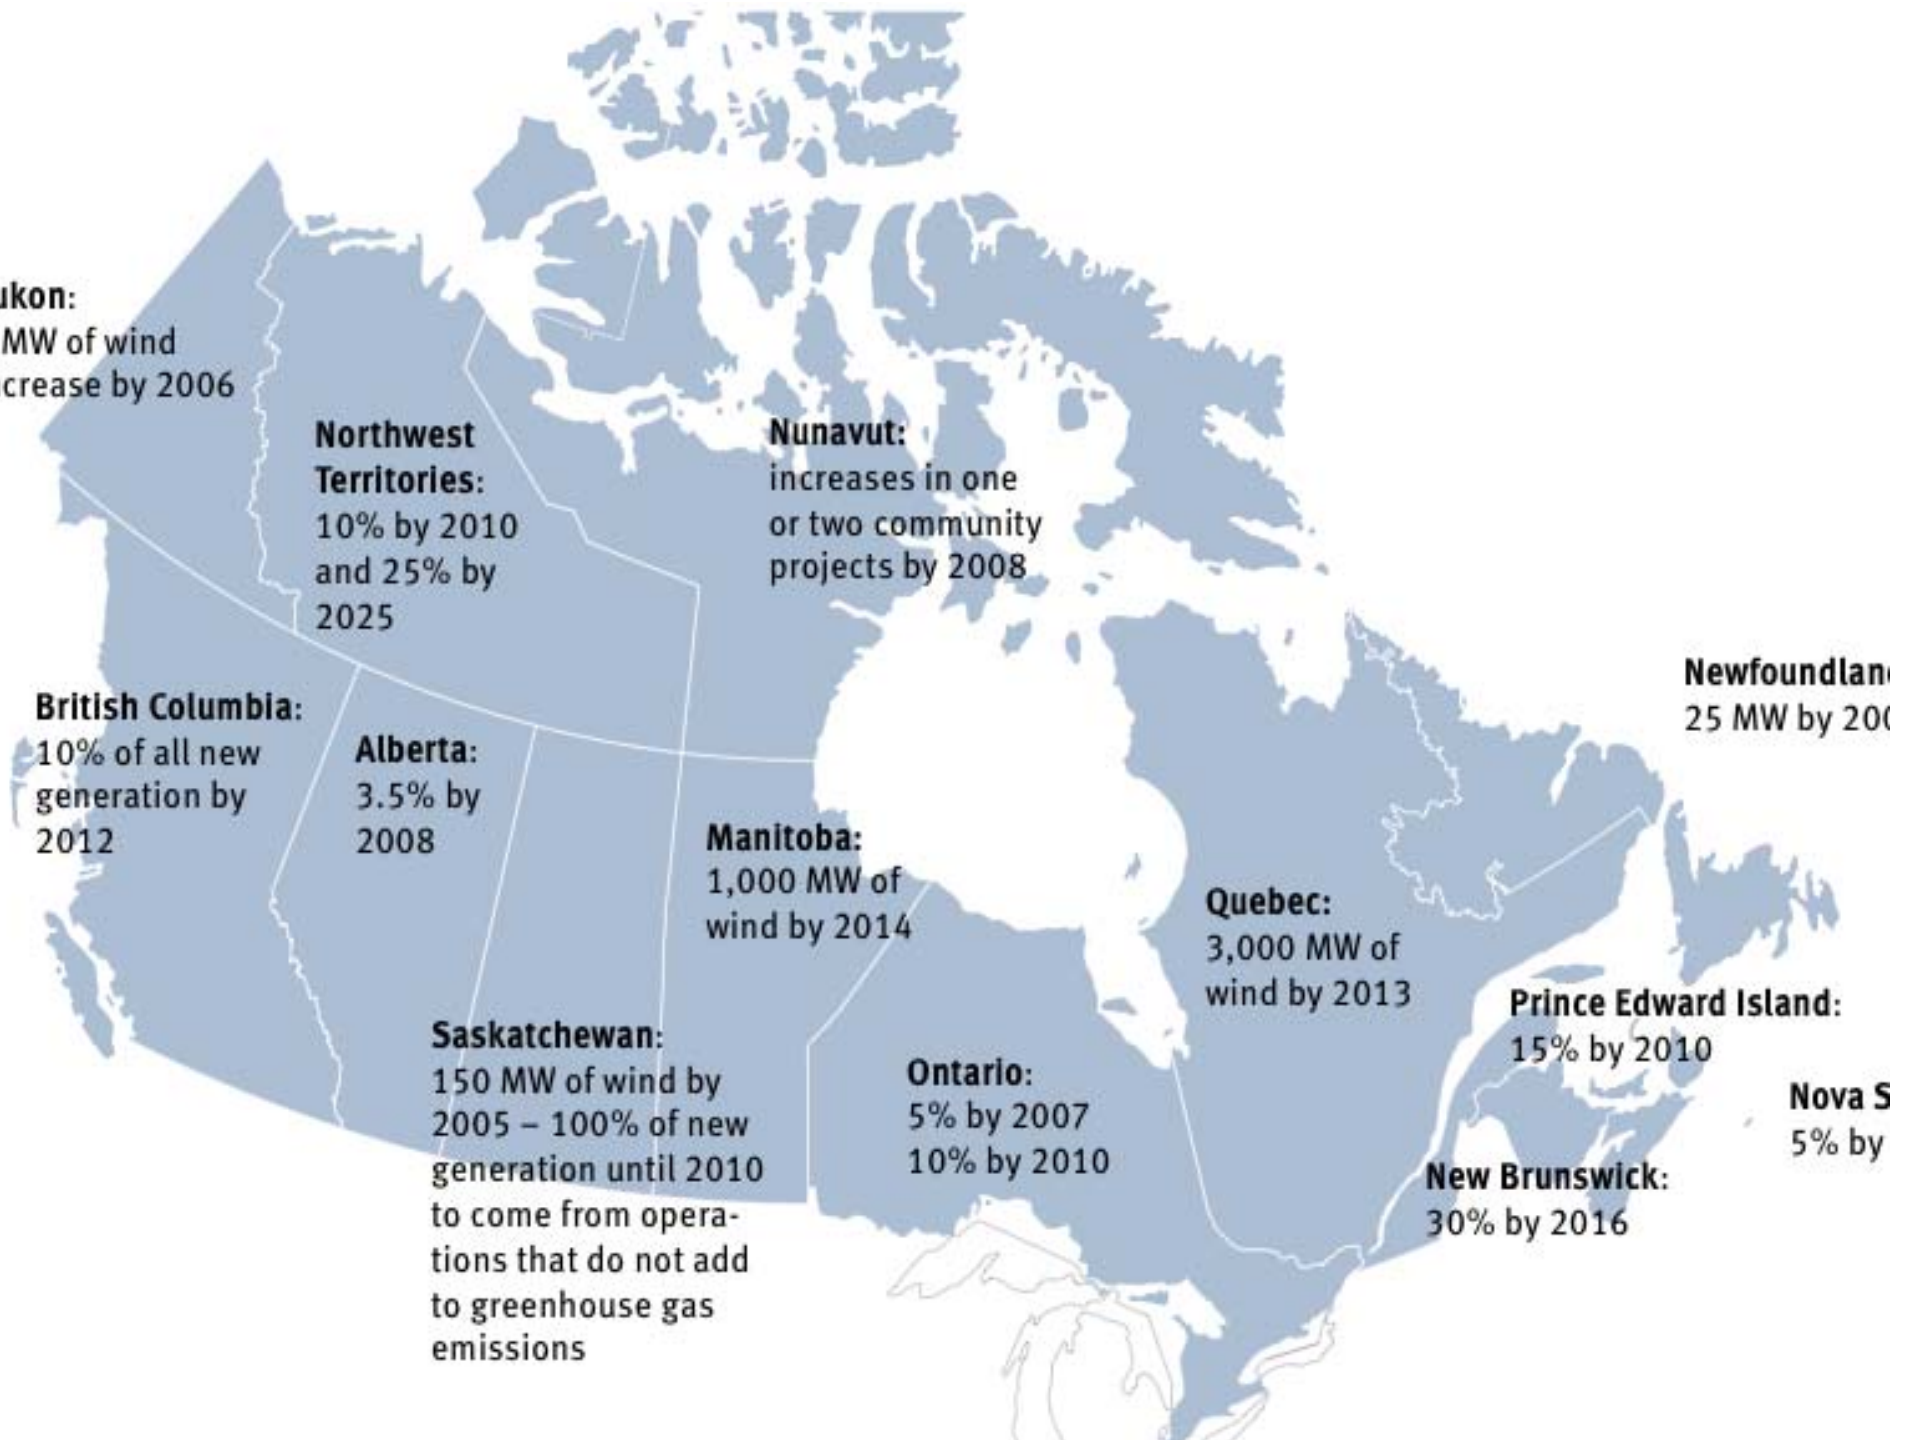 ukon:
MW of wind
crease by 2006
Northwest
Territories:
10% by 2010
and 25% by
2025
Nunavut:
increases in one
or two community
projects by 2008
Newfoundlan
25 MW by 200
British Columbia:
10% of all new
generation by
2012
Alberta:
3.5% by
2008
Manitoba:
1,000 MW of
wind by 2014
Quebec:
3,000 MW of
wind by 2013
Prince Edward Island:
15% by 2010
Saskatchewan:
150 MW of wind by
2005 – 100% of new
generation until 2010
to come from opera-
tions that do not add
to greenhouse gas
emissions
Ontario:
5% by 2007
10% by 2010
Nova S
5% by
New Brunswick:
30% by 2016